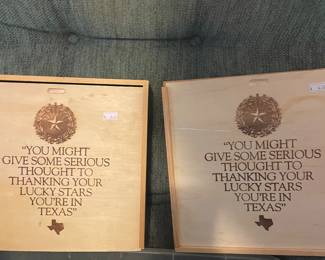 "YOU MIGHT
GIVE SOME SERIOUS
THOUGHT TO
THANKING YOUR
LUCKY STARS
YOU'RE IN
TEXAS"
"YOU MIGHT
GIVE SOME SERIOUS
THOUGHT TO
THANKING YOUR
LUCKY STARS
YOU'RE IN
TEXAS"